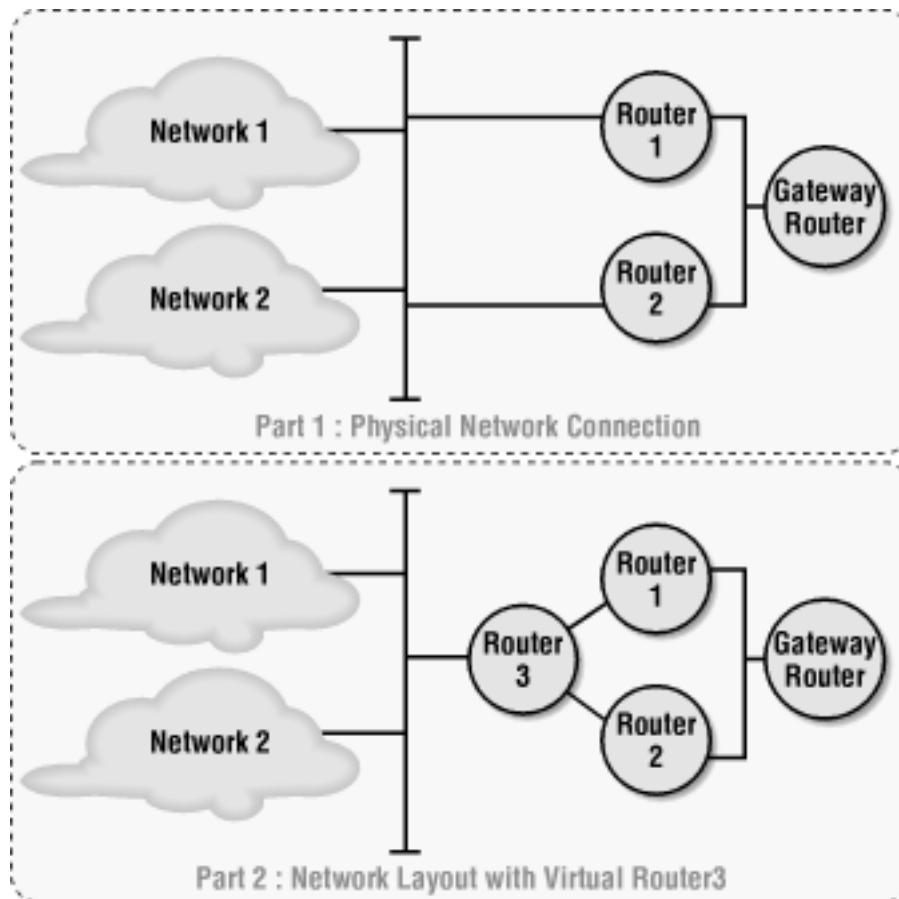 Network 1
Router
1
Gateway
Router
Network 2
Router
2
Part 1 : Physical Network Connection
Network 1
Router
1
Router
3
Gateway
Router
Network 2
Router
2
Part 2 : Network Layout with Virtual Router3